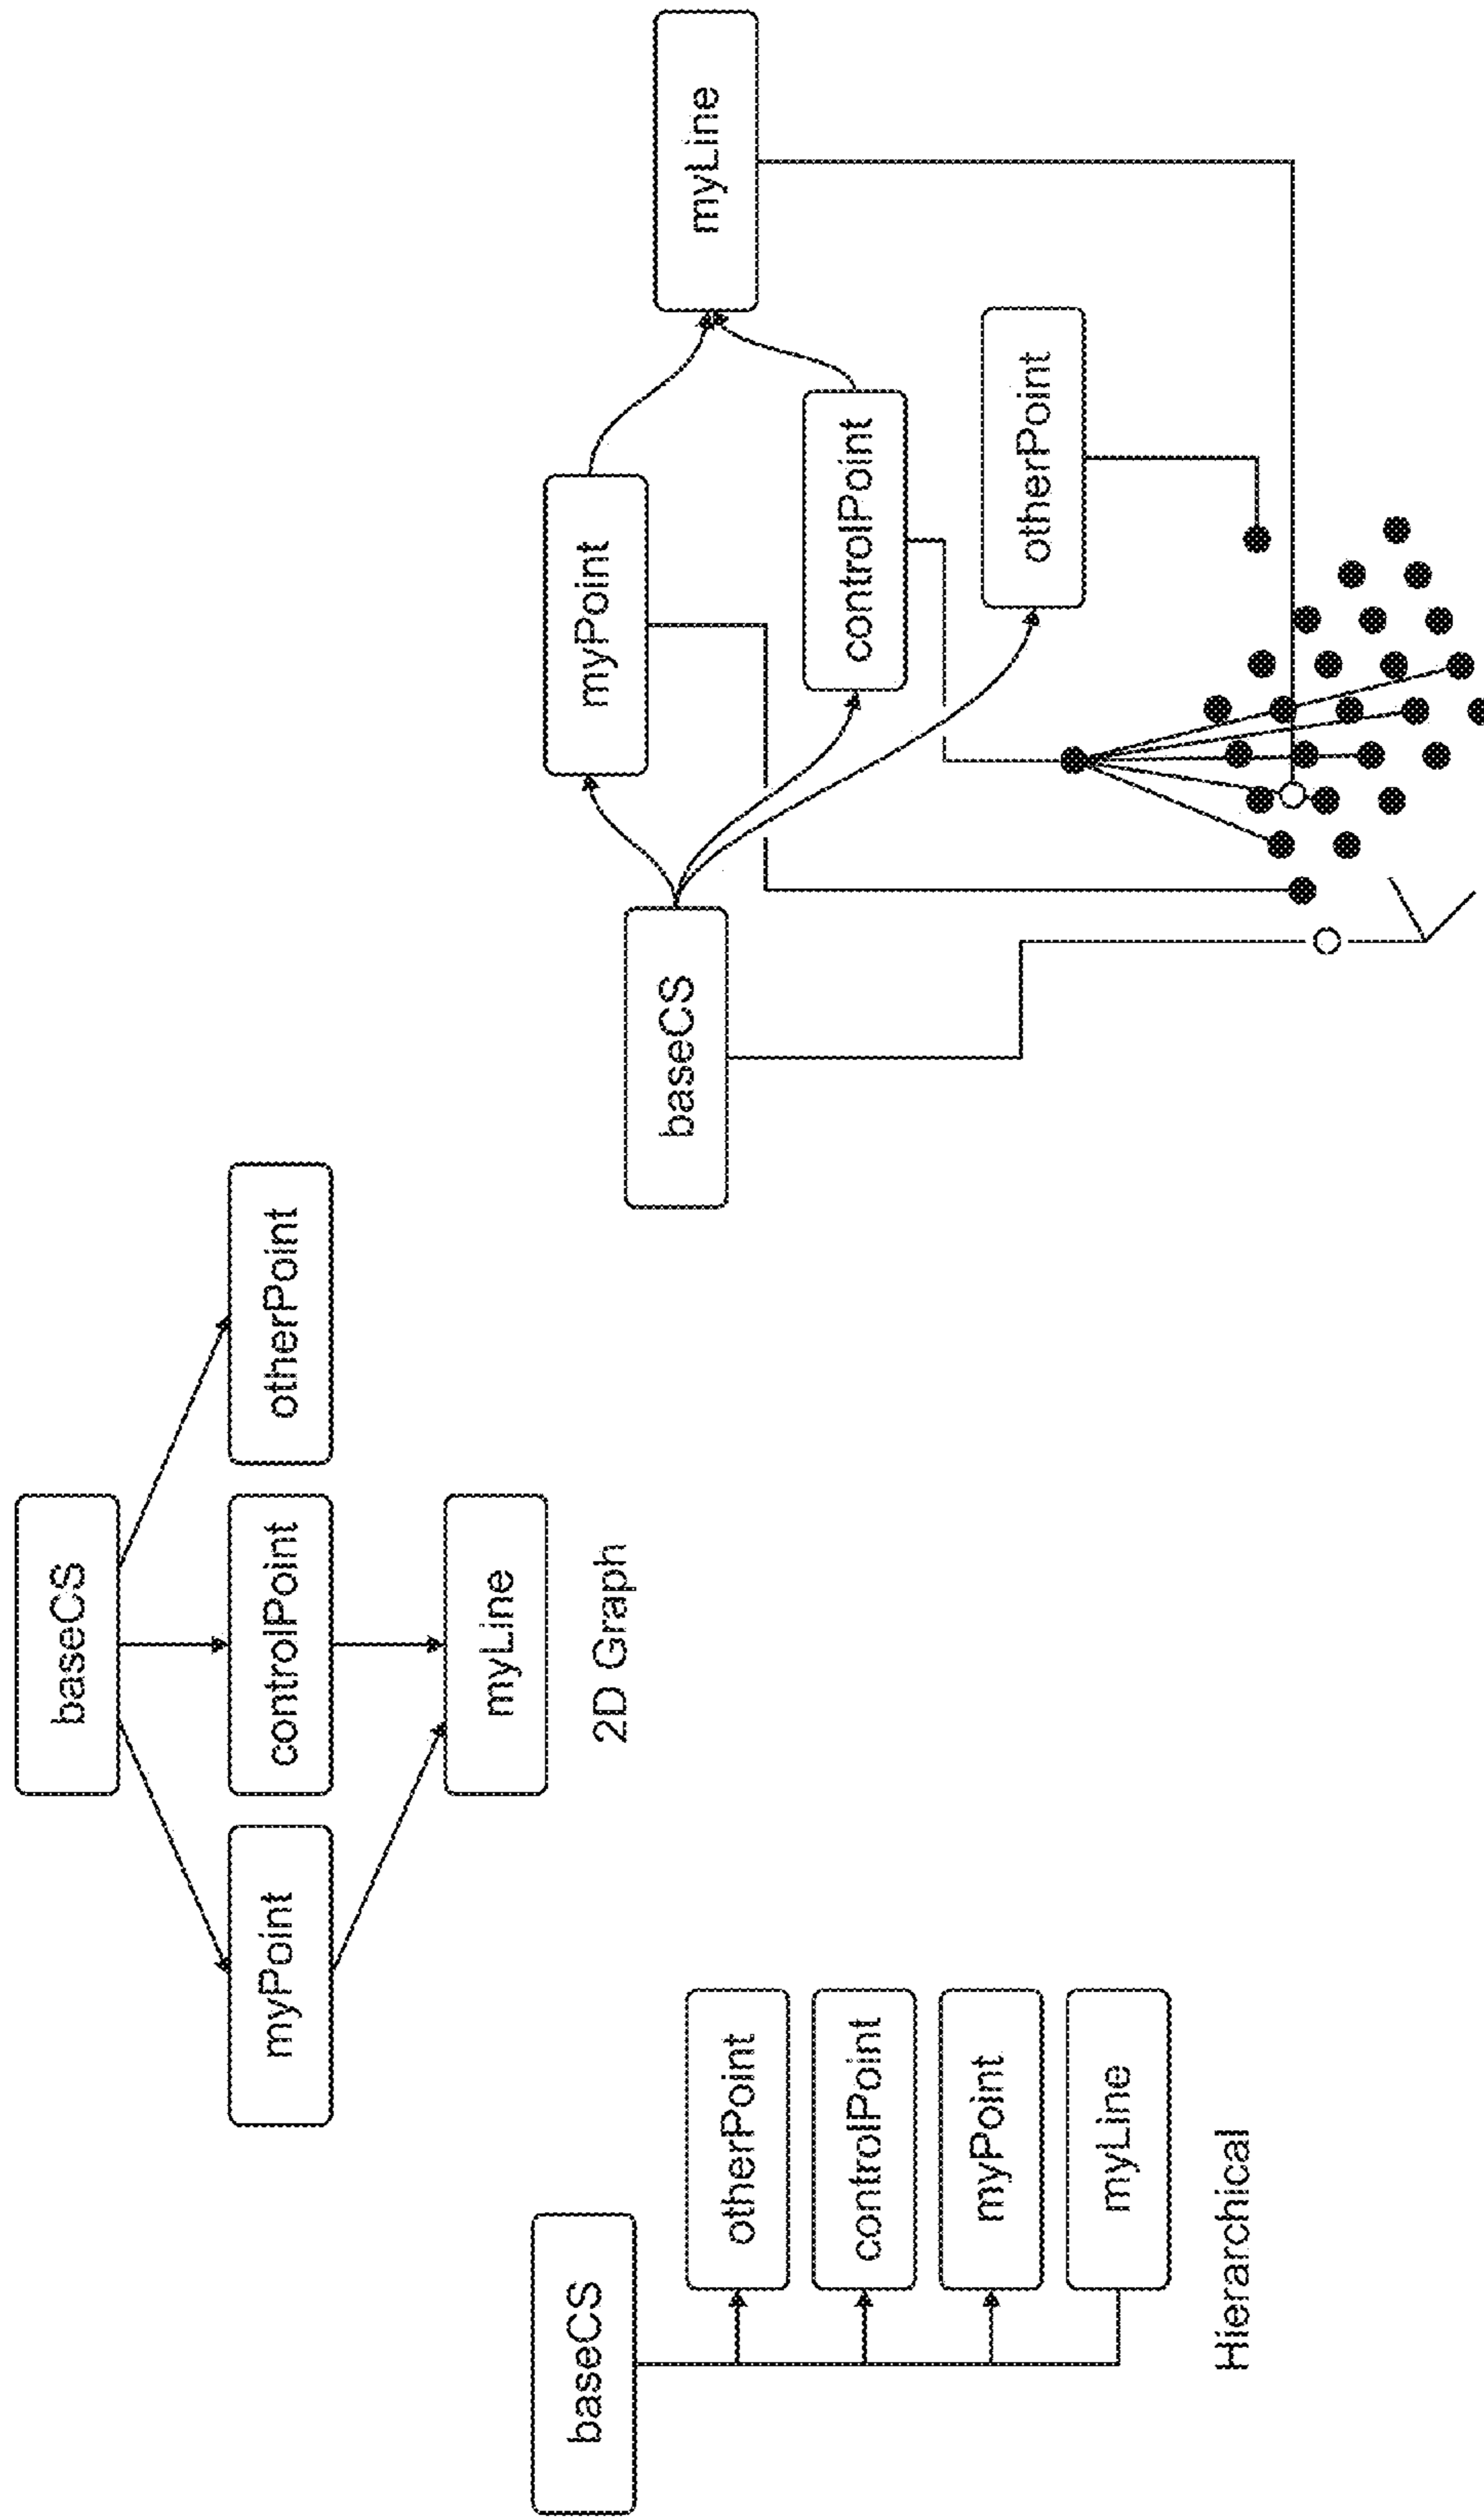 baseCS
otherPoint
controlPoint
myPoint
myLine
Hierarchical
baseCS
myPoint
controlPoint
otherPoint
myLine
2D Graph
baseCS
myPoint
controlPoint
otherPoint
myLine